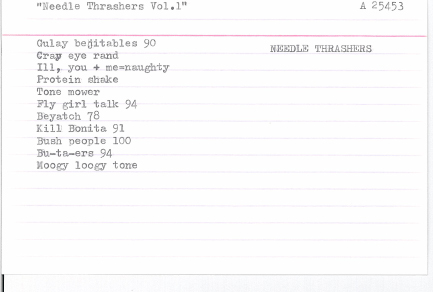 "Needle Thrashers Vol.1" A 25453
NEEDLE THRASHERS
Gulay bejitables 90
Cray eye rand
Ill, you + me=naughty
Protein shake
Tone mower
Fly girl talk 94
Beyatch 78
Kill Bonita 91
Bush people 100
Bu-ta-ers 94
Moogy loogy tone